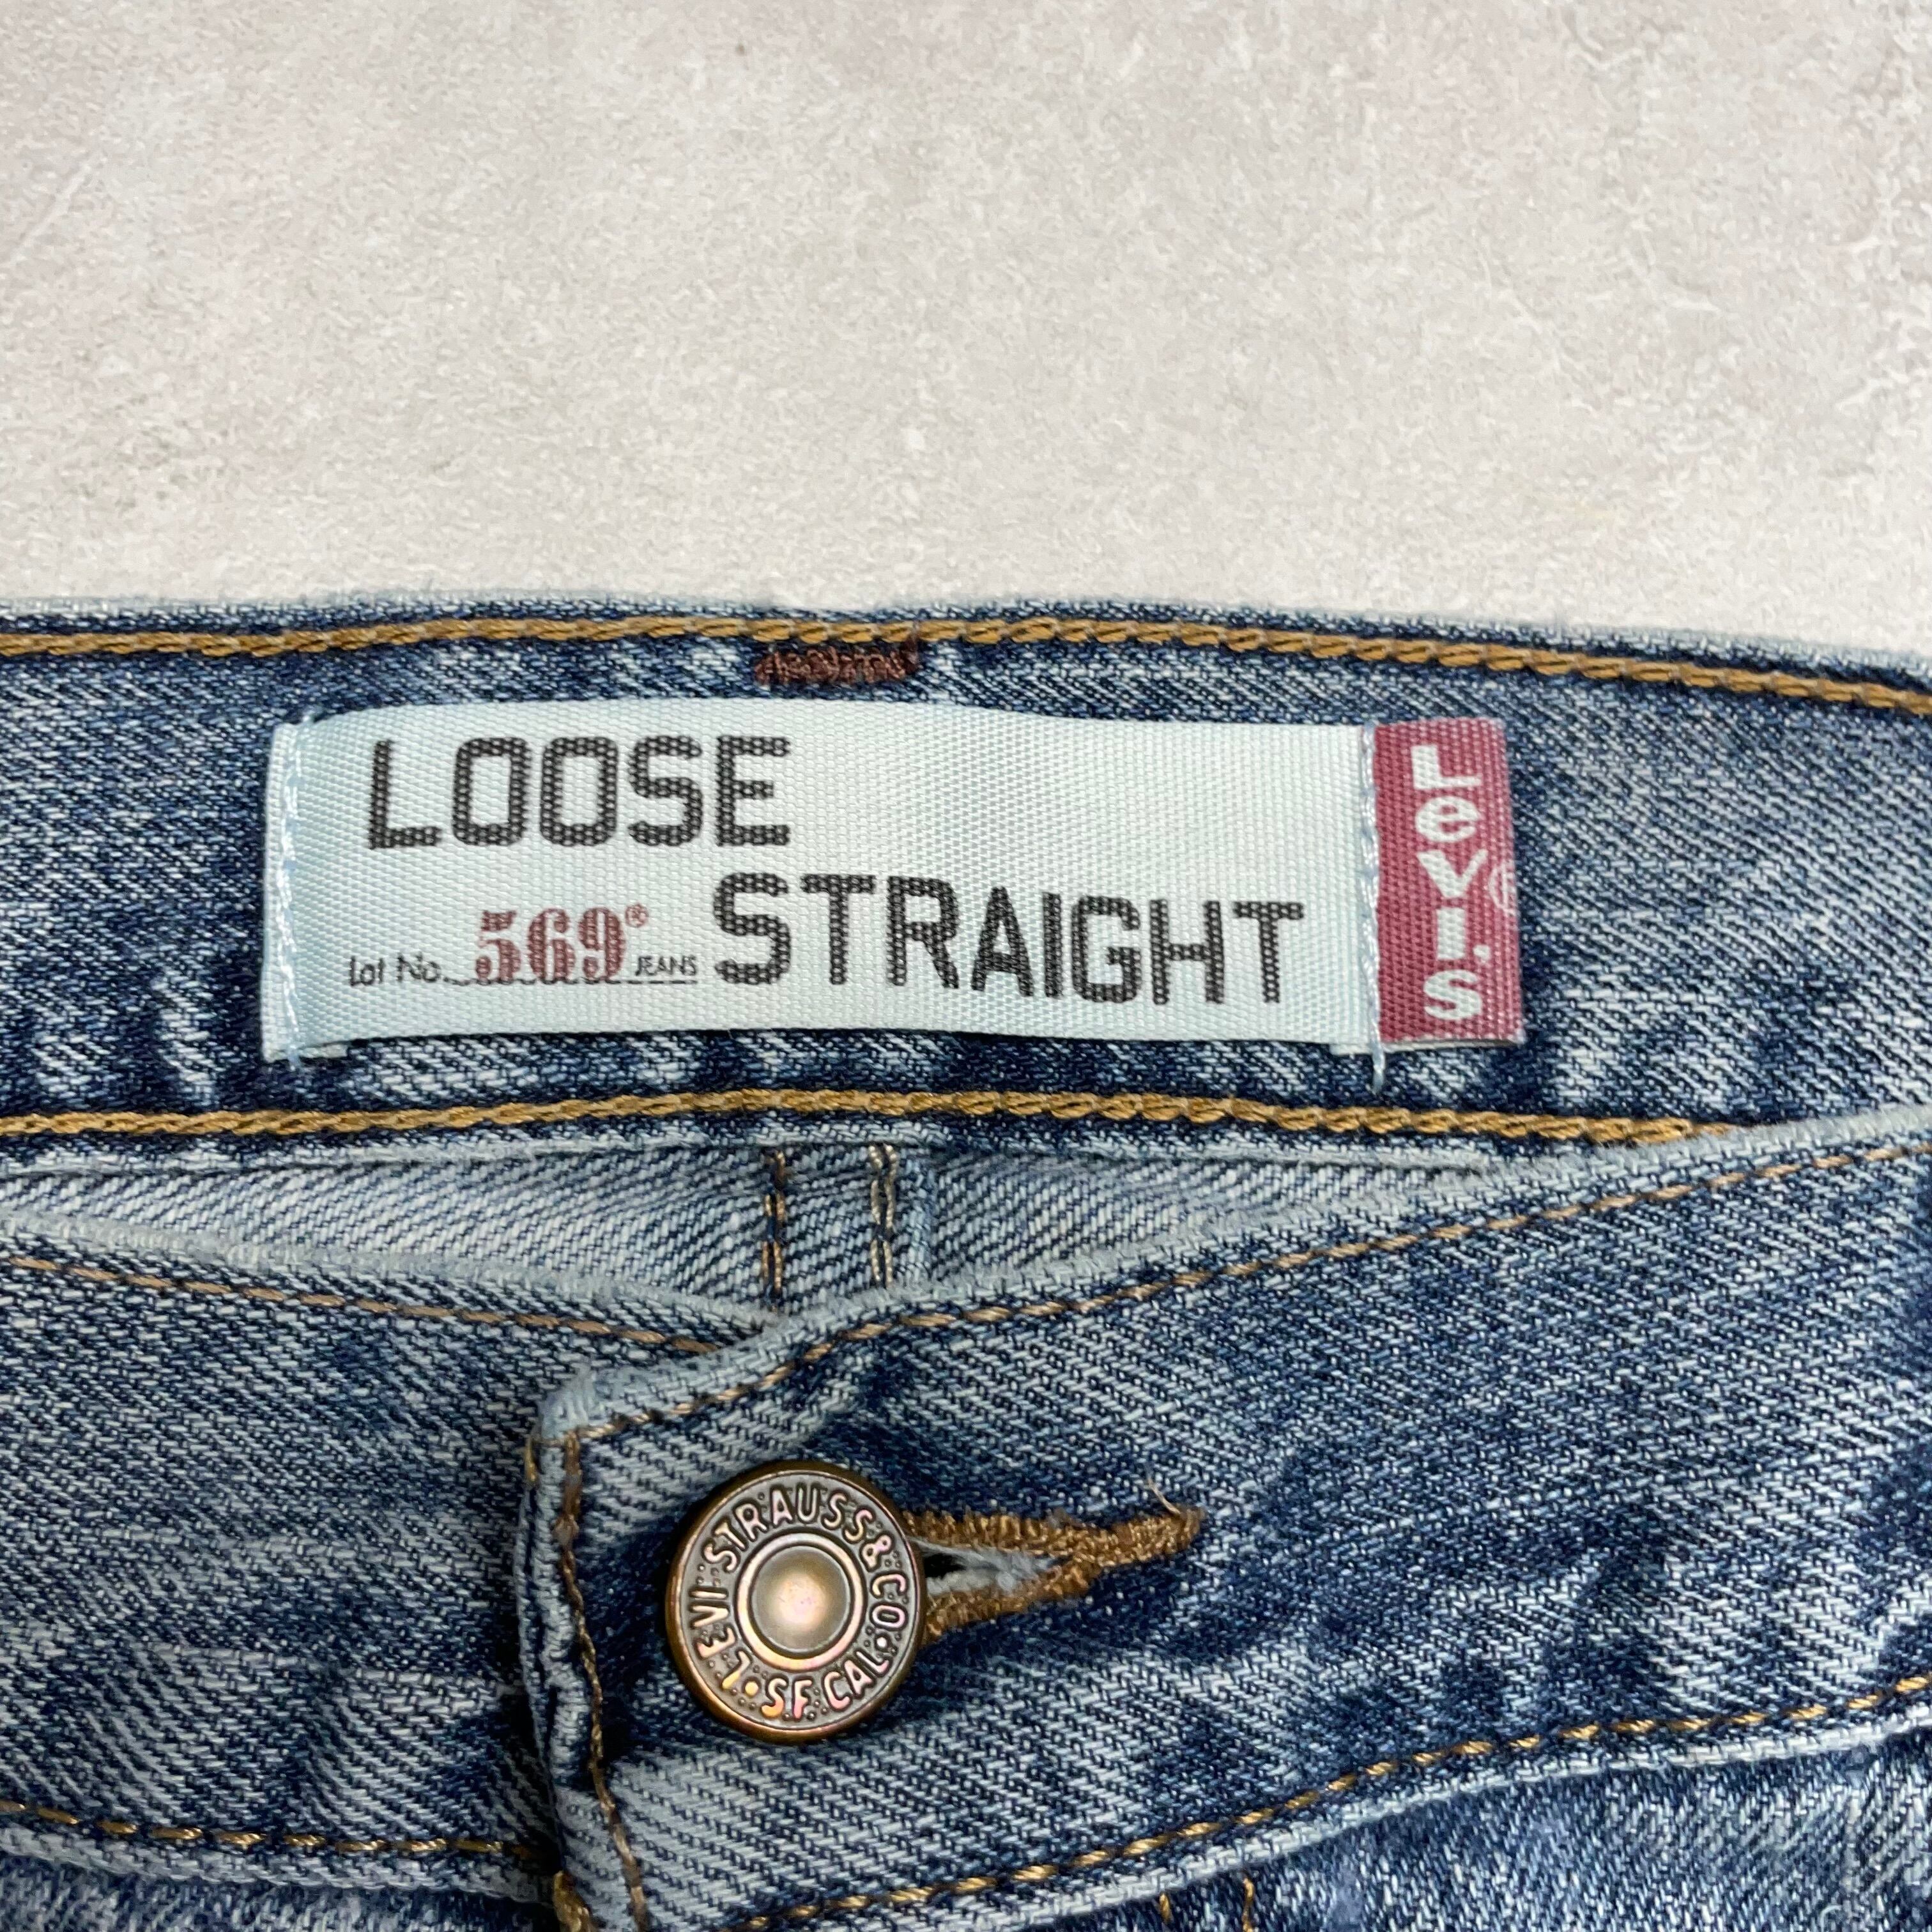 LOOSE
Lot No. 569® JEANS STRAIGHT
Levi's®
LEVI STRAUSS & CO. S.F. CAL.